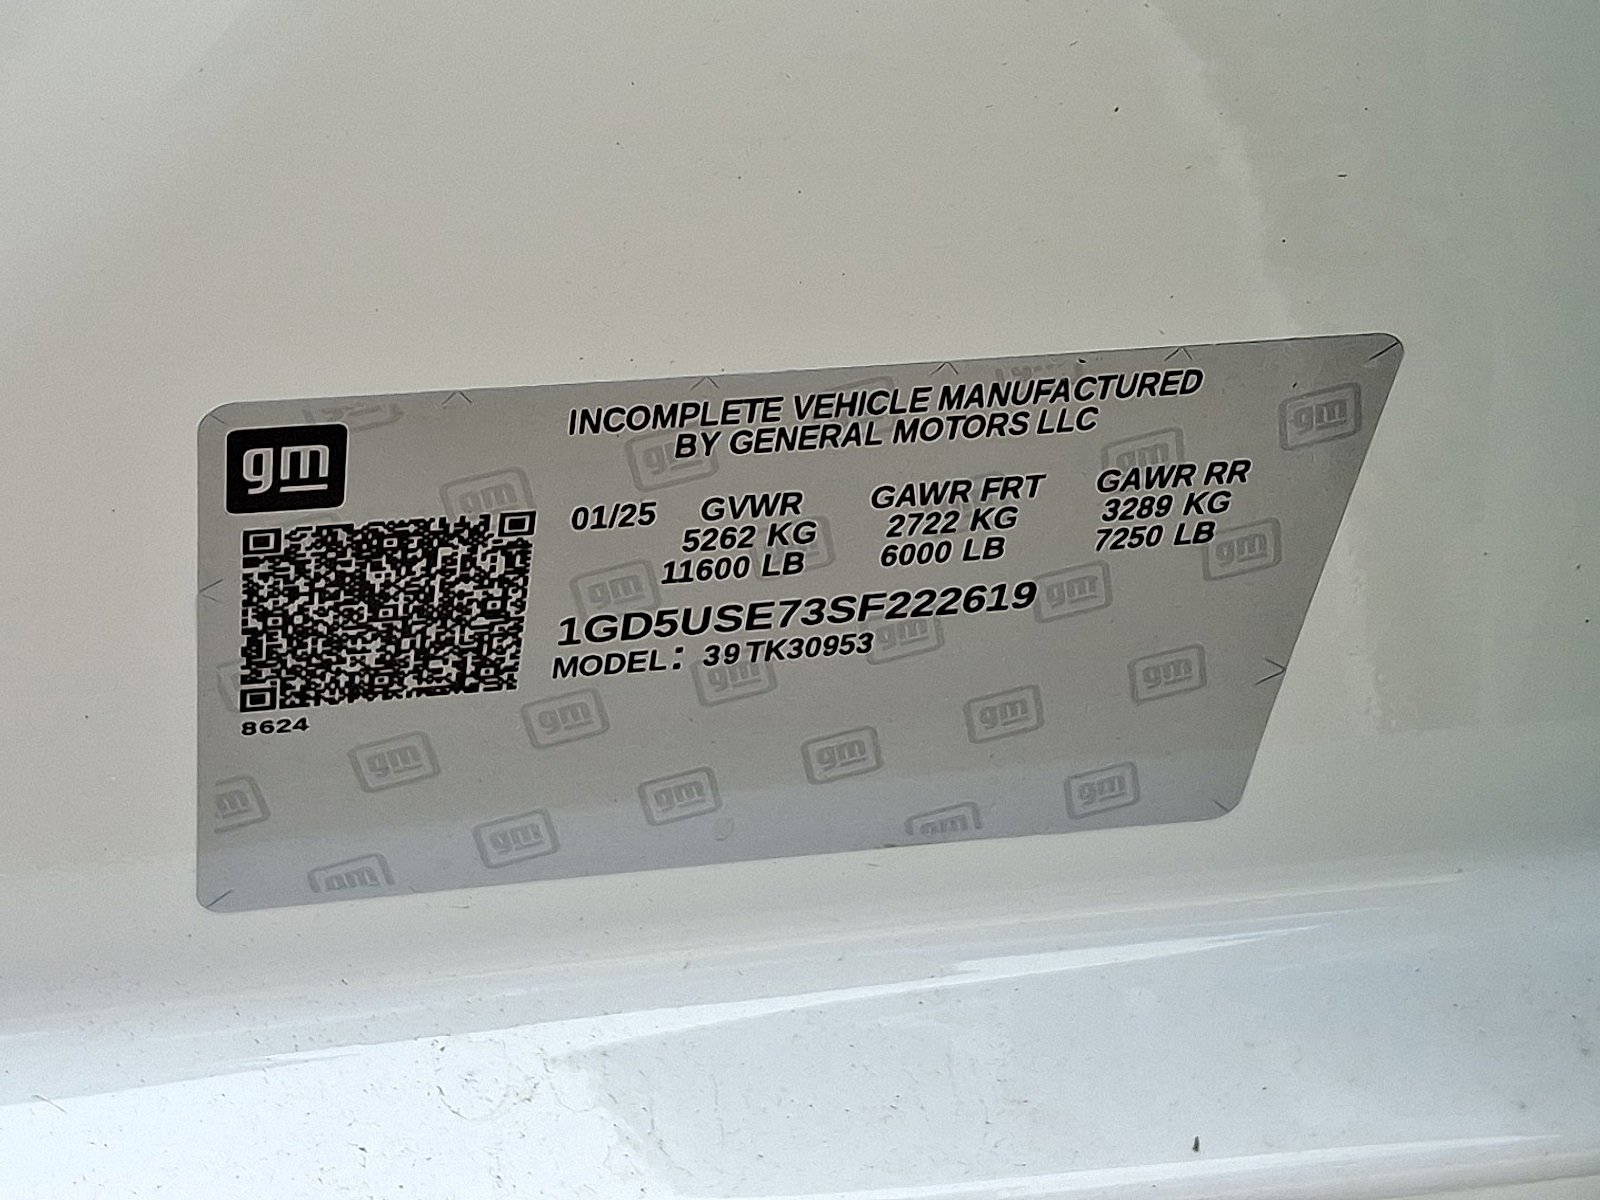 gm
INCOMPLETE VEHICLE MANUFACTURED
BY GENERAL MOTORS LLC
01/25 GVWR GAWR FRT GAWR RR
5262 KG 2722 KG 3289 KG
11600 LB 6000 LB 7250 LB
1GD5USE73SF222619
MODEL: 39 TK30953
8624